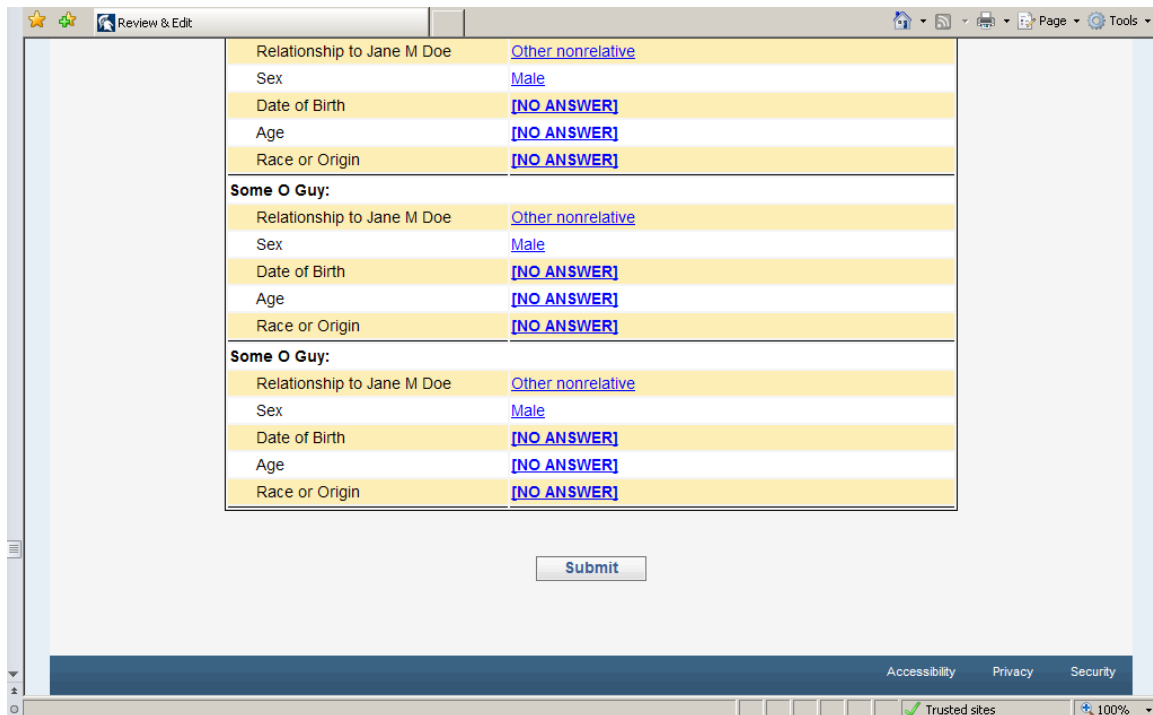 Review & Edit Page Tools
Relationship to Jane M Doe Other nonrelative
Sex Male
Date of Birth [NO ANSWER]
Age [NO ANSWER]
Race or Origin [NO ANSWER]
Some O Guy:
Relationship to Jane M Doe Other nonrelative
Sex Male
Date of Birth [NO ANSWER]
Age [NO ANSWER]
Race or Origin [NO ANSWER]
Some O Guy:
Relationship to Jane M Doe Other nonrelative
Sex Male
Date of Birth [NO ANSWER]
Age [NO ANSWER]
Race or Origin [NO ANSWER]
Submit
Accessibility Privacy Security
Trusted sites 100%